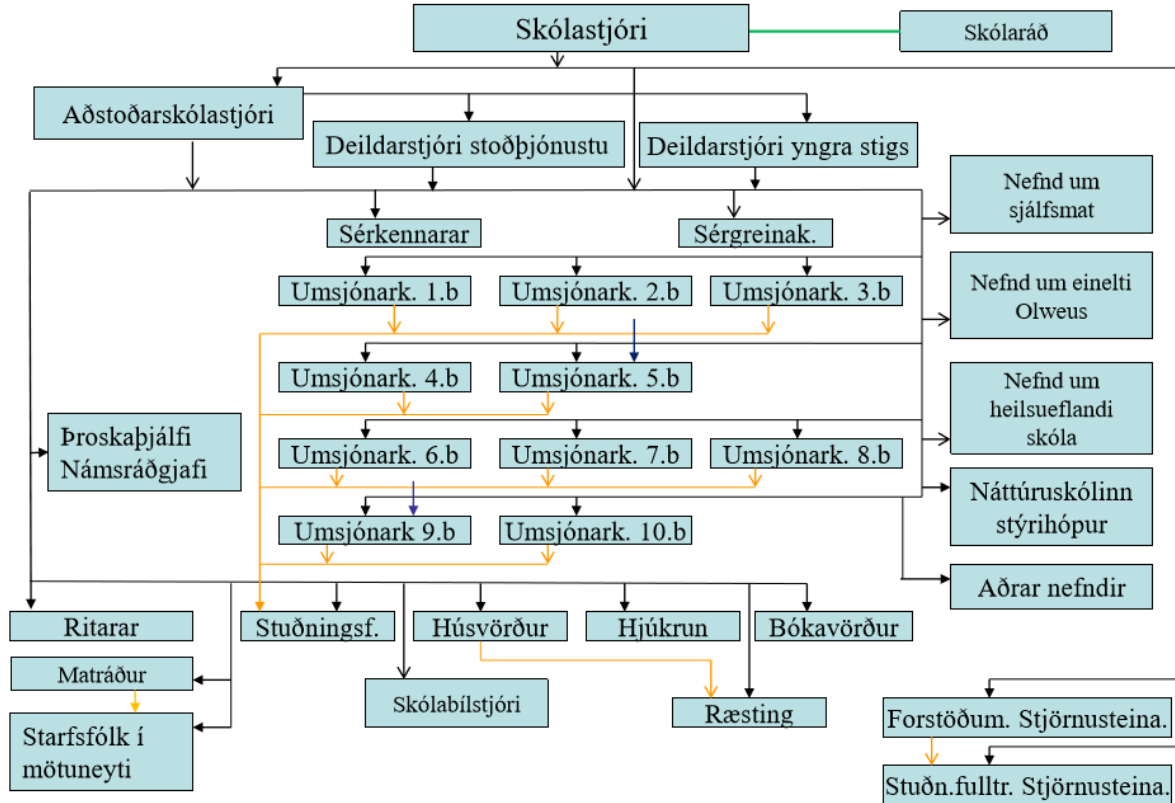 Skólastjóri
Skólaráð
Aðstoðarskólastjóri
Deildarstjóri stoðþjónustu
Deildarstjóri yngra stigs
Nefnd um
sjálfsmat
Sérkennarar
Sérgreinak.
Umsjónark. 1.b
Umsjónark. 2.b
Umsjónark. 3.b
Nefnd um einelti
Olweus
Umsjónark. 4.b
Umsjónark. 5.b
Nefnd um
heilsueflandi
skóla
Þroskaþjálfi
Námsráðgjafi
Umsjónark. 6.b
Umsjónark. 7.b
Umsjónark. 8.b
Náttúruskólinn
stýrihópur
Umsjónark 9.b
Umsjónark. 10.b
Aðrar nefndir
Ritarar
Stuðningsf.
Húsvörður
Hjúkrun
Bókavörður
Matráður
Skólabílstjóri
Ræsting
Forstöðum. Stjörnusteina.
Starfsfólk í
mötuneyti
Stuðn.fulltr. Stjörnusteina.